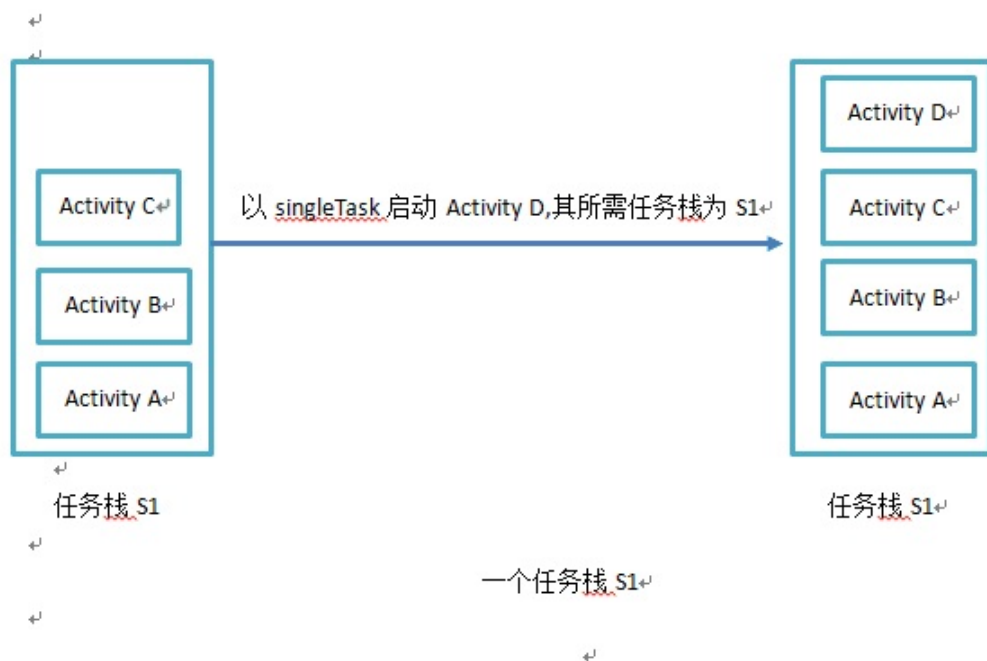 Activity D
Activity C
以 singleTask 启动 Activity D,其所需任务栈为 S1
Activity C
Activity B
Activity B
Activity A
Activity A
任务栈 S1
任务栈 S1
一个任务栈 S1